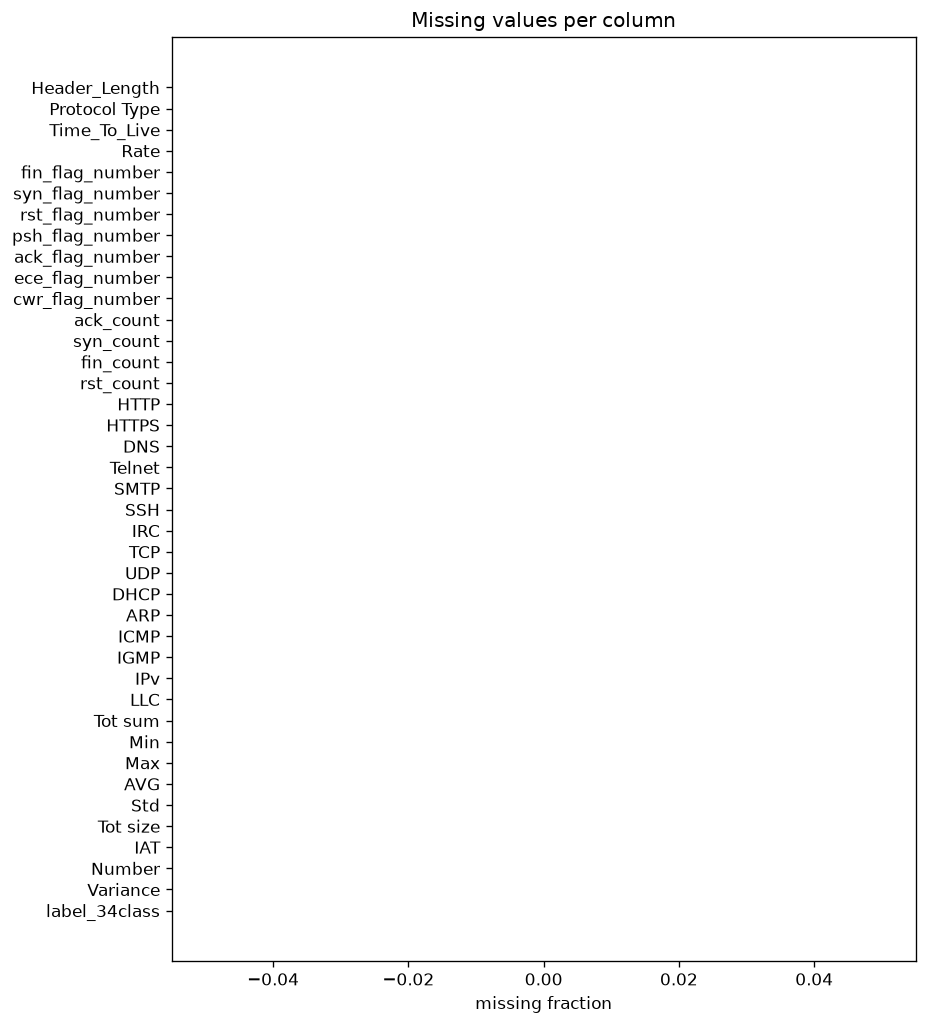 Missing values per column
Header_Length
Protocol Type
Time_To_Live
Rate
fin_flag_number
syn_flag_number
rst_flag_number
psh_flag_number
ack_flag_number
ece_flag_number
cwr_flag_number
ack_count
syn_count
fin_count
rst_count
HTTP
HTTPS
DNS
Telnet
SMTP
SSH
IRC
TCP
UDP
DHCP
ARP
ICMP
IGMP
IPv
LLC
Tot sum
Min
Max
AVG
Std
Tot size
IAT
Number
Variance
label_34class
−0.04 −0.02 0.00 0.02 0.04
missing fraction